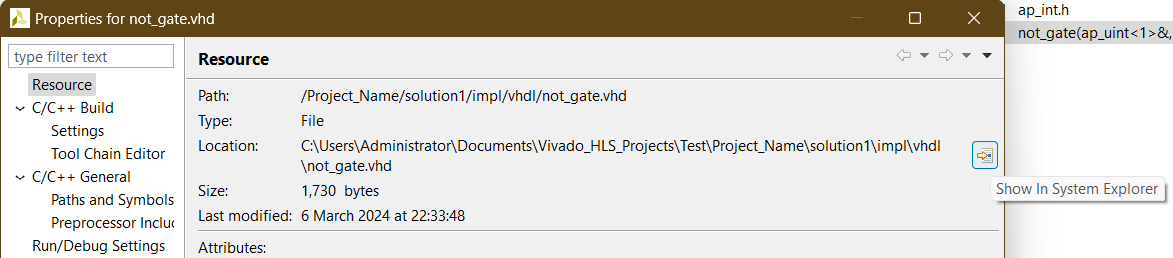 Properties for not_gate.vhd
ap_int.h
not_gate(ap_uint<1>&,
type filter text
Resource
C/C++ Build
Settings
Tool Chain Editor
C/C++ General
Paths and Symbols
Preprocessor Inclu
Run/Debug Settings
Resource
Path: /Project_Name/solution1/impl/vhdl/not_gate.vhd
Type: File
Location: C:\Users\Administrator\Documents\Vivado_HLS_Projects\Test\Project_Name\solution1\impl\vhdl
\not_gate.vhd
Show In System Explorer
Size: 1,730 bytes
Last modified: 6 March 2024 at 22:33:48
Attributes: